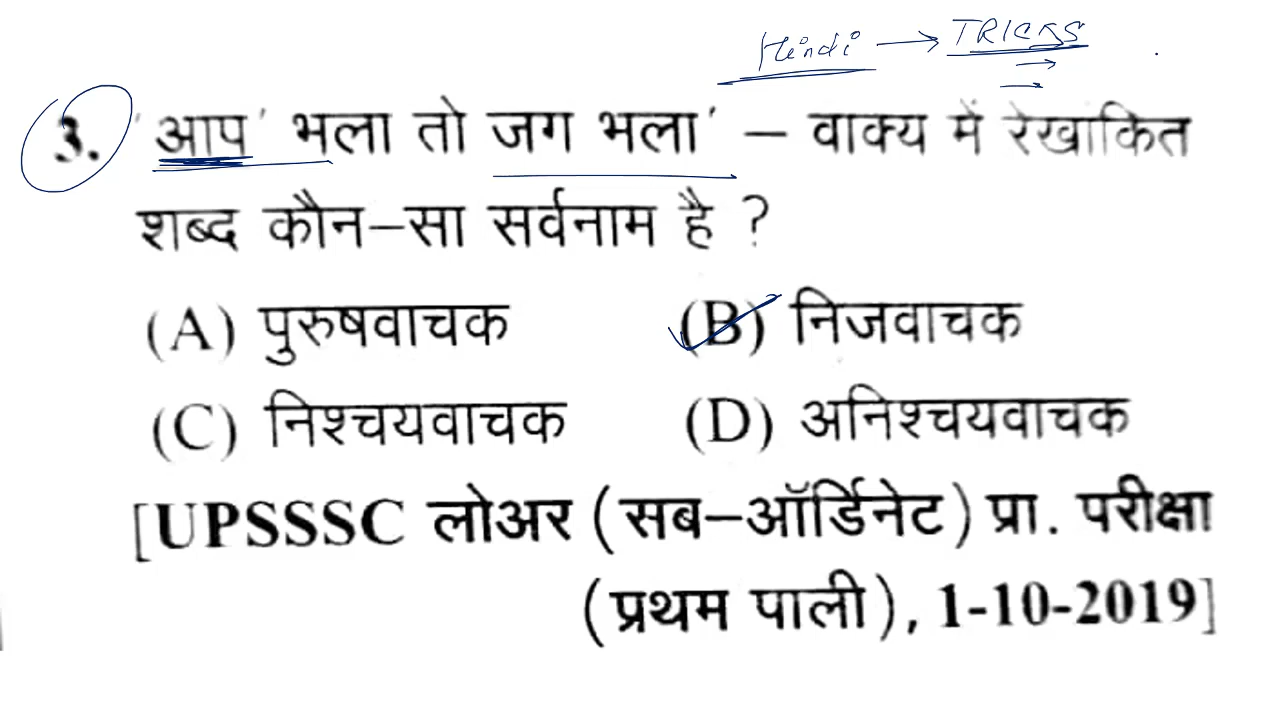 Hindi → TRICKS
3. 'आप' भला तो जग भला' – वाक्य में रेखांकित
शब्द कौन-सा सर्वनाम है ?
(A) पुरुषवाचक (B) निजवाचक
(C) निश्चयवाचक (D) अनिश्चयवाचक
[UPSSSC लोअर (सब-ऑर्डिनेट) प्रा. परीक्षा
(प्रथम पाली), 1-10-2019]